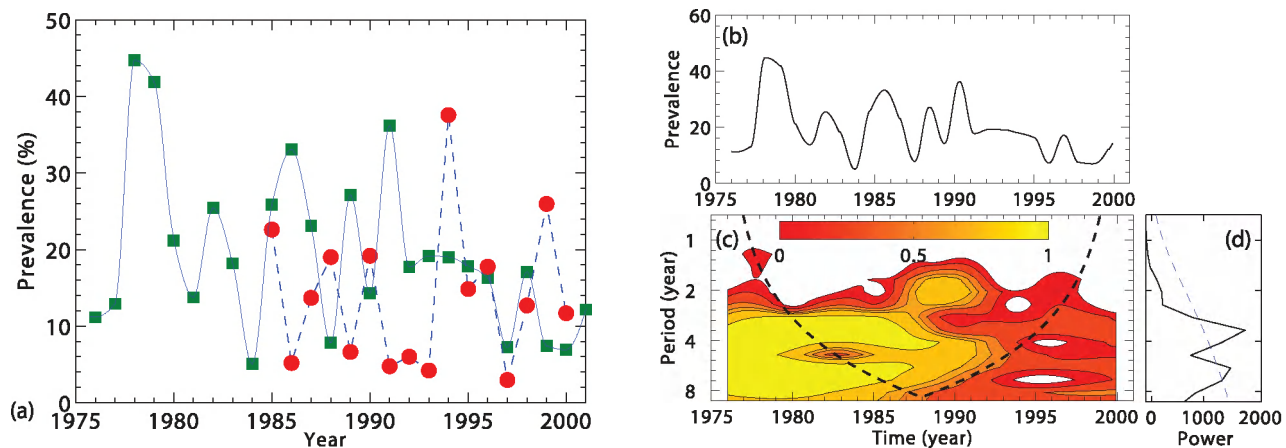 50
40
30
20
10
0
Prevalence (%)
1975 1980 1985 1990 1995 2000
Year
(a)
(b)
60
40
20
0
Prevalence
1975 1980 1985 1990 1995 2000
(c)
0 0.5 1
1
2
4
8
Period (year)
1975 1980 1985 1990 1995 2000
Time (year)
(d)
0 1000 2000
Power